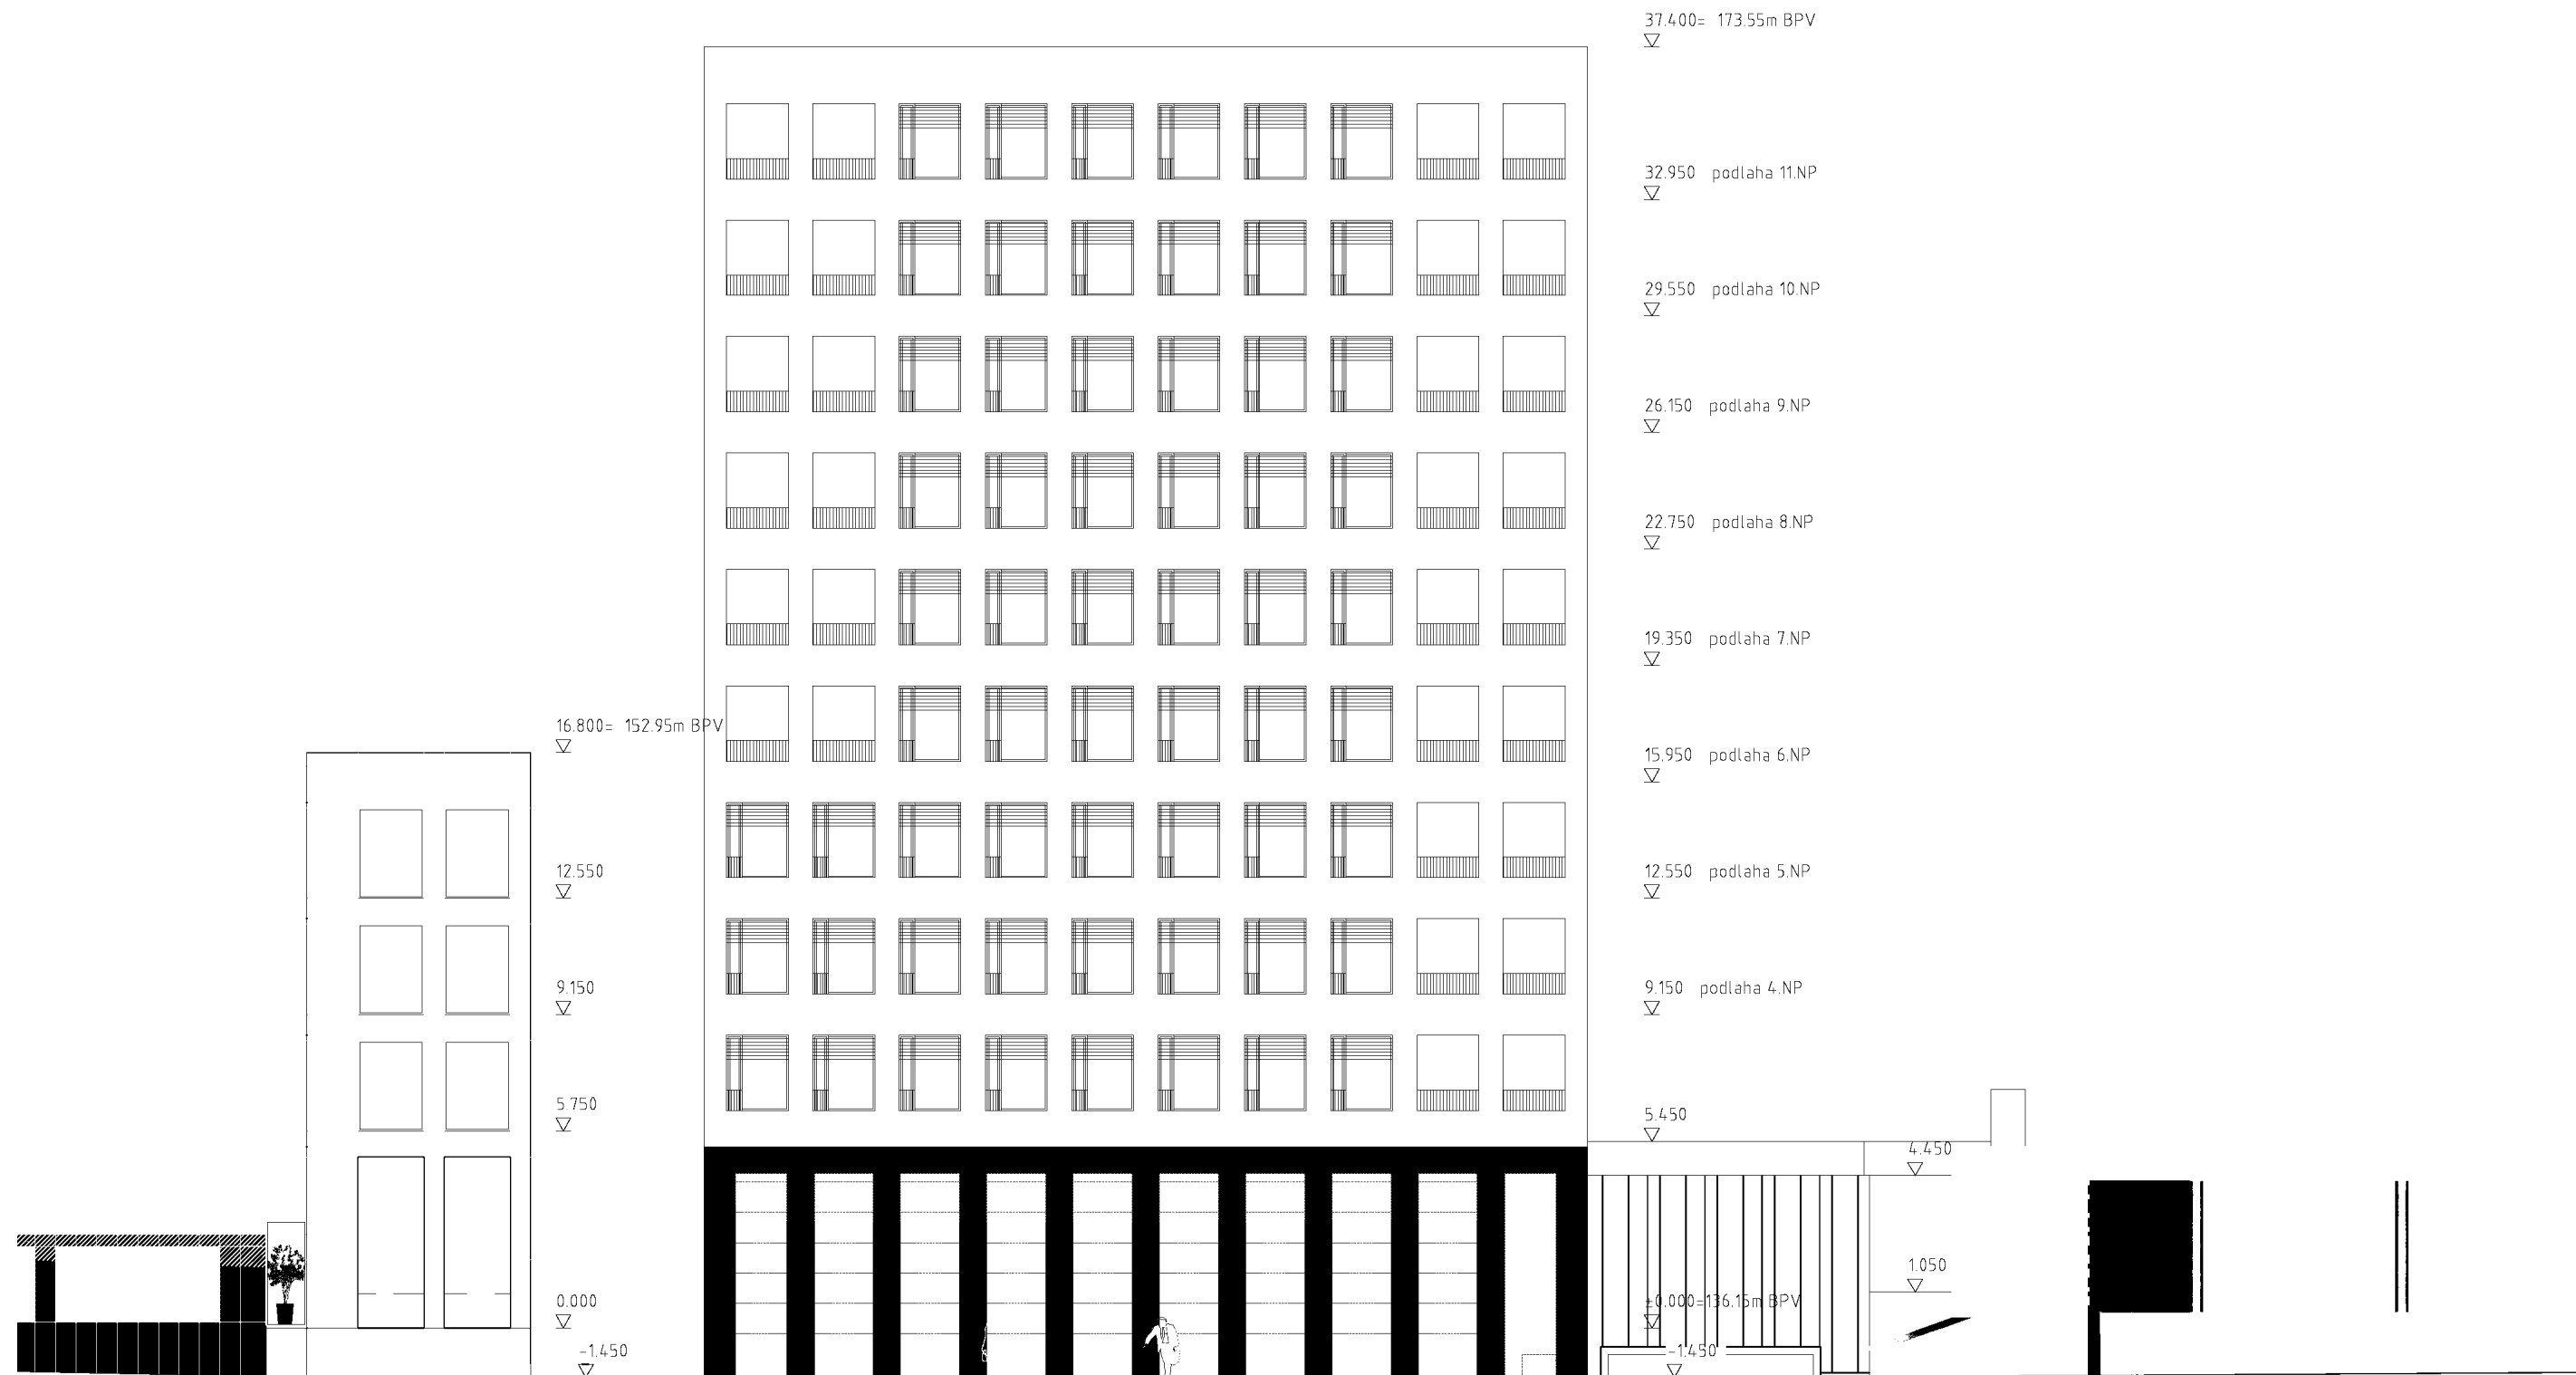 37.400= 173.55m BPV
32.950 podlaha 11.NP
29.550 podlaha 10.NP
26.150 podlaha 9.NP
22.750 podlaha 8.NP
19.350 podlaha 7.NP
16.800= 152.95m BPV
15.950 podlaha 6.NP
12.550
12.550 podlaha 5.NP
9.150
9.150 podlaha 4.NP
5.750
5.450
4.450
1.050
0.000
±0.000=136.15m BPV
-1.450
-1.450